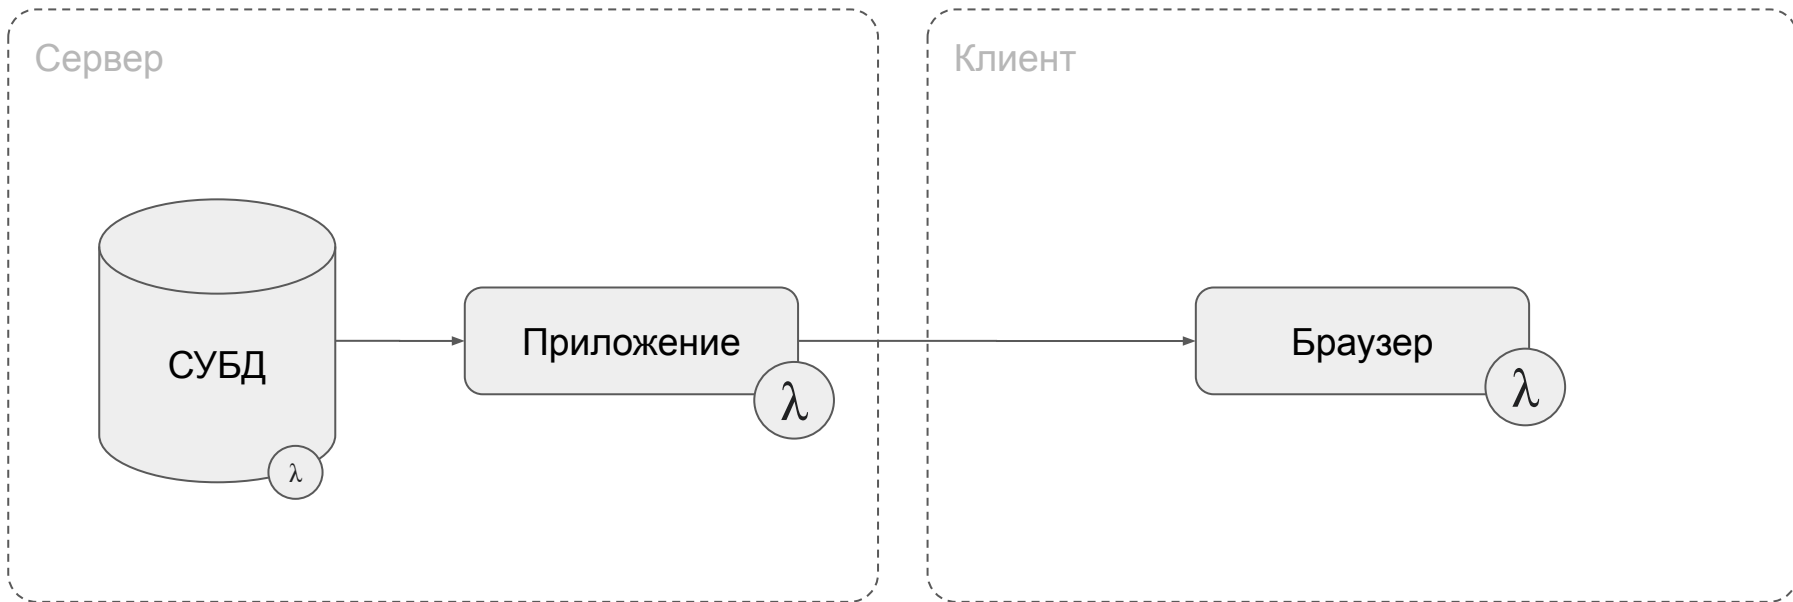 Сервер
Клиент
СУБД
Приложение
Браузер
λ
λ
λ